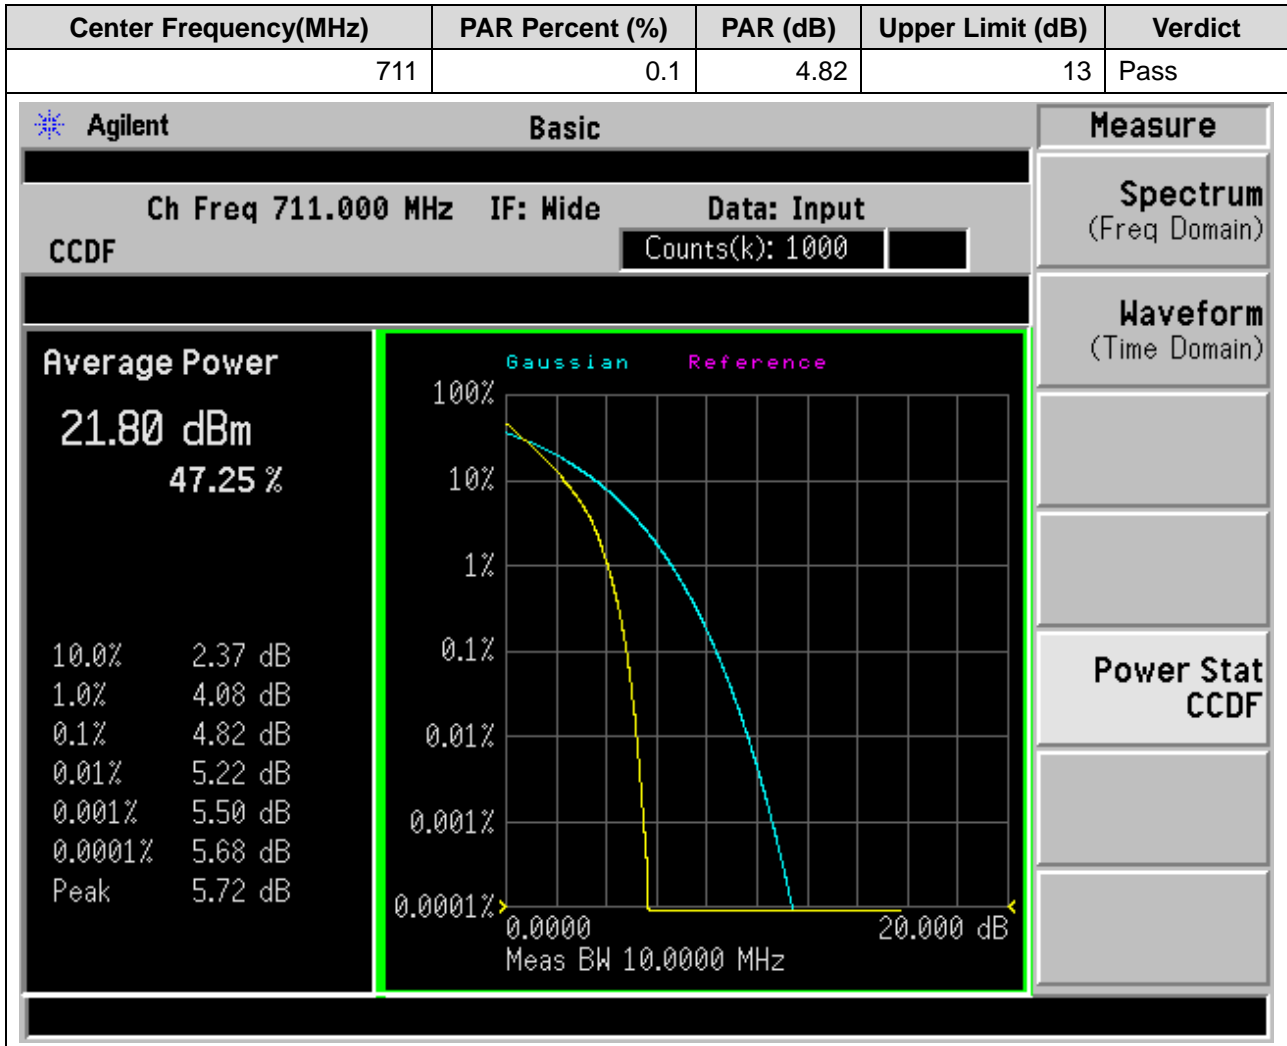 Center Frequency(MHz) PAR Percent (%) PAR (dB) Upper Limit (dB) Verdict
711 0.1 4.82 13 Pass
Agilent Basic Measure
Ch Freq 711.000 MHz IF: Wide Data: Input
CCDF Counts(k): 1000
Spectrum
(Freq Domain)
Waveform
(Time Domain)
Power Stat
CCDF
Average Power
21.80 dBm
47.25 %
10.0% 2.37 dB
1.0% 4.08 dB
0.1% 4.82 dB
0.01% 5.22 dB
0.001% 5.50 dB
0.0001% 5.68 dB
Peak 5.72 dB
Gaussian Reference
100%
10%
1%
0.1%
0.01%
0.001%
0.0001%
0.0000 20.000 dB
Meas BW 10.0000 MHz